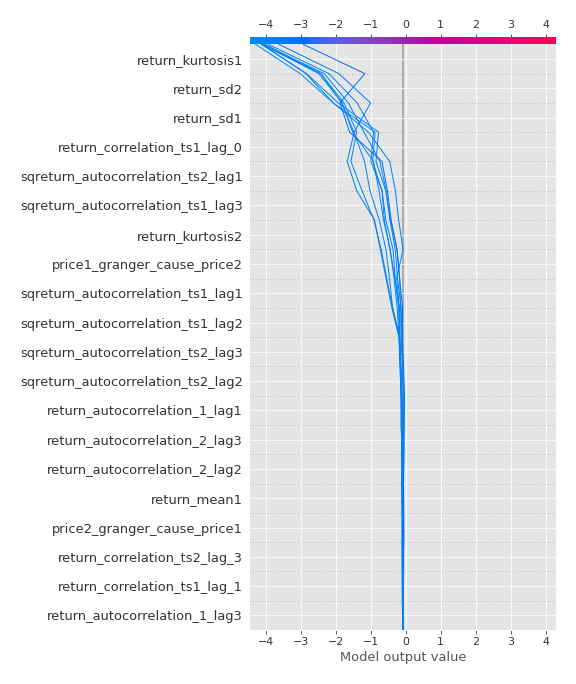 −4 −3 −2 −1 0 1 2 3 4
return_kurtosis1
return_sd2
return_sd1
return_correlation_ts1_lag_0
sqreturn_autocorrelation_ts2_lag1
sqreturn_autocorrelation_ts1_lag3
return_kurtosis2
price1_granger_cause_price2
sqreturn_autocorrelation_ts1_lag1
sqreturn_autocorrelation_ts1_lag2
sqreturn_autocorrelation_ts2_lag3
sqreturn_autocorrelation_ts2_lag2
return_autocorrelation_1_lag1
return_autocorrelation_2_lag3
return_autocorrelation_2_lag2
return_mean1
price2_granger_cause_price1
return_correlation_ts2_lag_3
return_correlation_ts1_lag_1
return_autocorrelation_1_lag3
−4 −3 −2 −1 0 1 2 3 4
Model output value